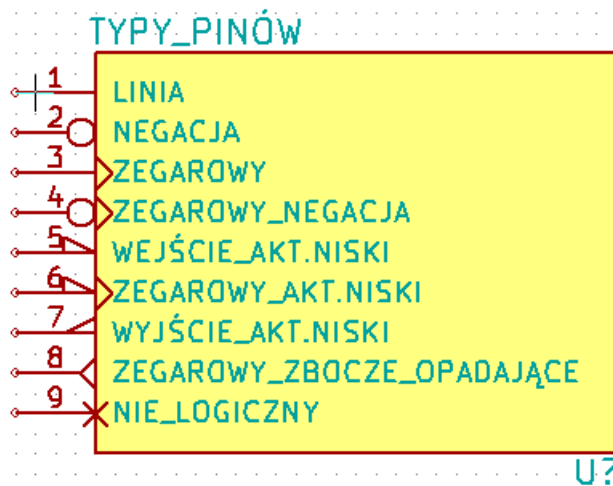 TYPY_PINÓW
1 LINIA
2 NEGACJA
3 ZEGAROWY
4 ZEGAROWY_NEGACJA
5 WEJŚCIE_AKT.NISKI
6 ZEGAROWY_AKT.NISKI
7 WYJŚCIE_AKT.NISKI
8 ZEGAROWY_ZBOCZE_OPADAJĄCE
9 NIE_LOGICZNY
U?